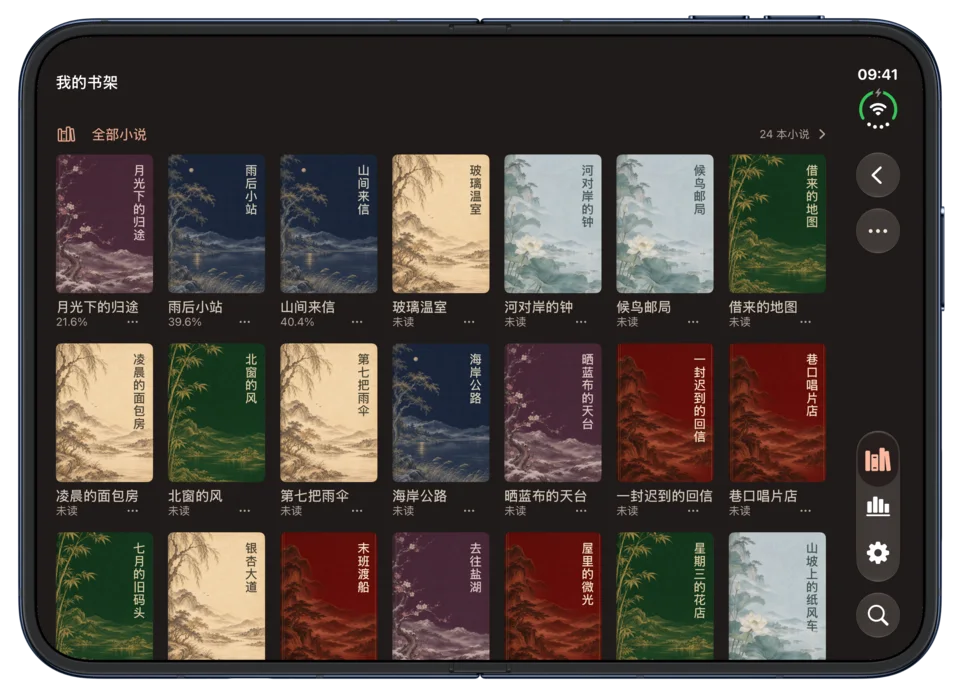 我的书架
09:41
全部小说
24 本小说
月光下的归途
雨后小站
山间来信
玻璃温室
河对岸的钟
候鸟邮局
借来的地图
月光下的归途
雨后小站
山间来信
玻璃温室
河对岸的钟
候鸟邮局
借来的地图
21.6%
39.6%
40.4%
未读
未读
未读
未读
凌晨的面包房
北窗的风
第七把雨伞
海岸公路
晒蓝布的天台
一封迟到的回信
巷口唱片店
凌晨的面包房
北窗的风
第七把雨伞
海岸公路
晒蓝布的天台
一封迟到的回信
巷口唱片店
未读
未读
未读
未读
未读
未读
未读
七月的旧码头
银杏大道
末班渡船
去往盐湖
屋里的微光
星期三的花店
山坡上的纸风车